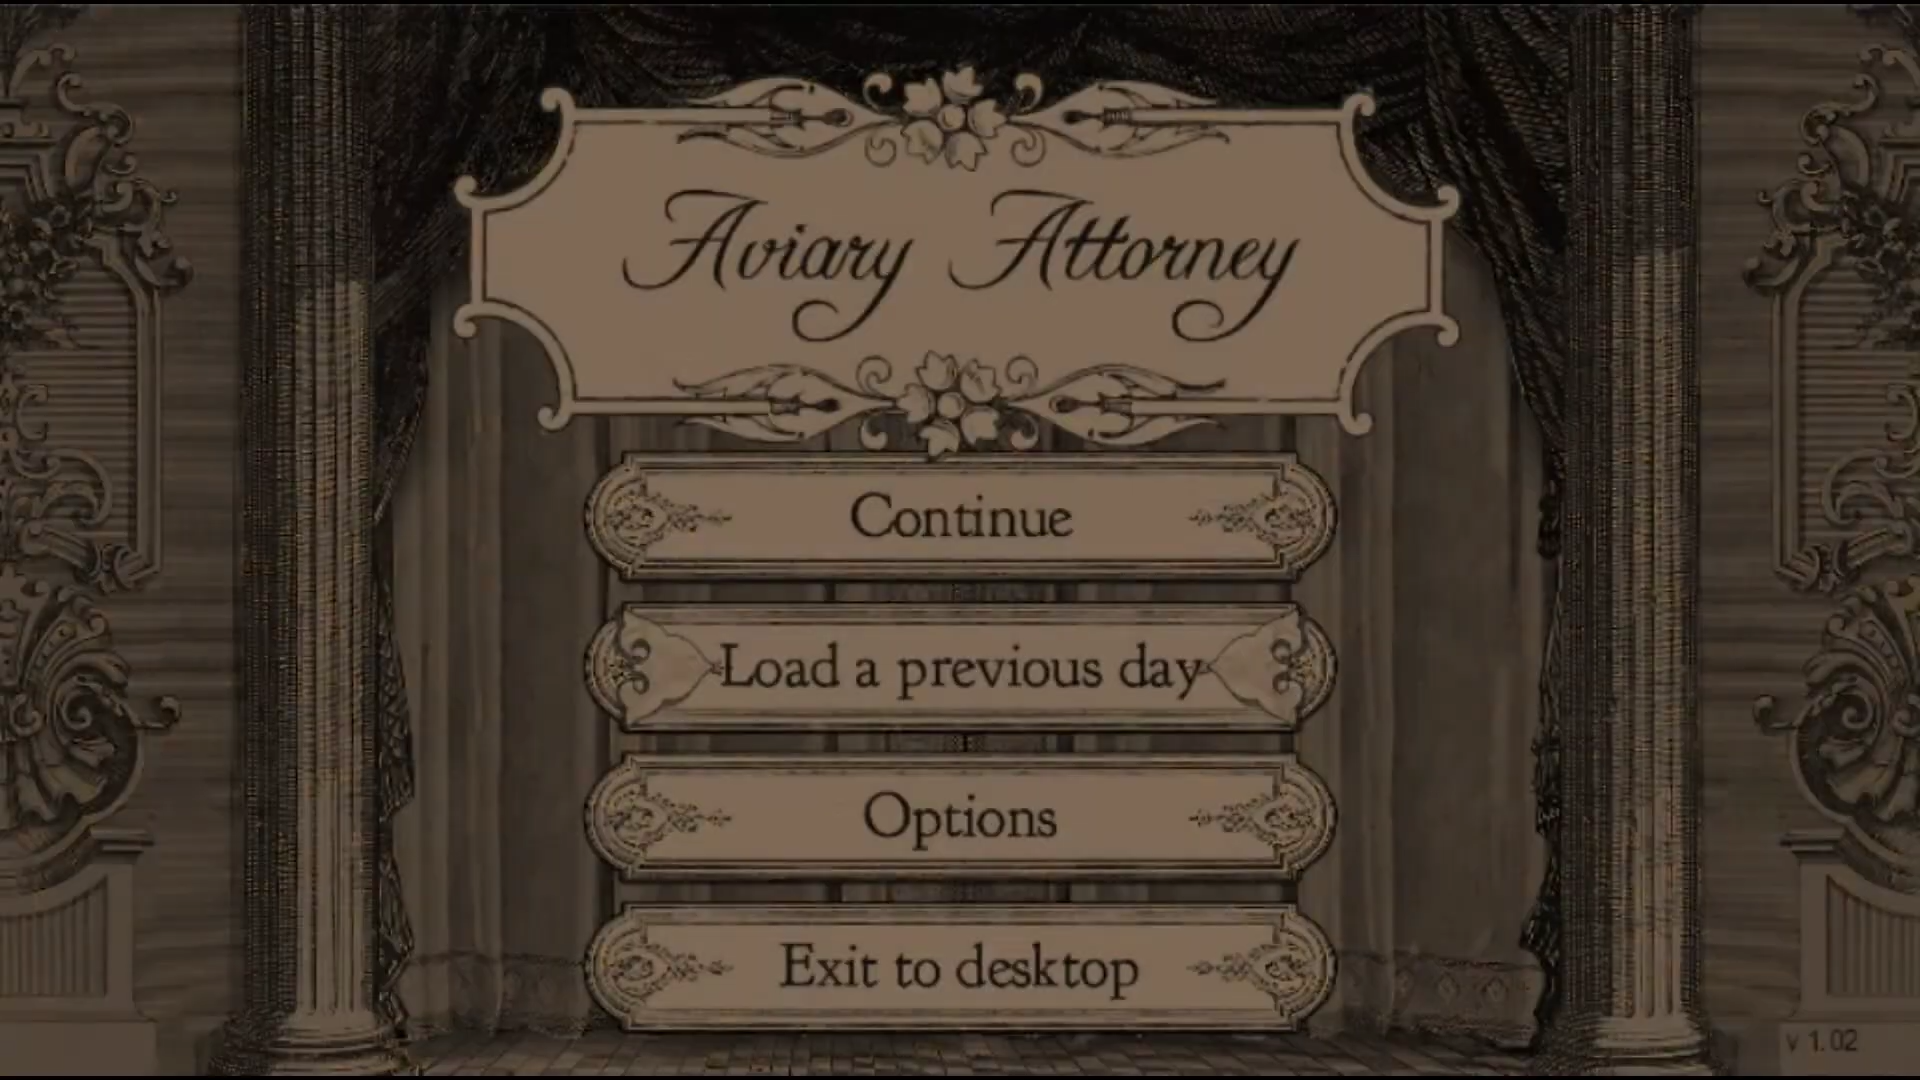 Aviary Attorney
Continue
Load a previous day
Options
Exit to desktop
v 1.02